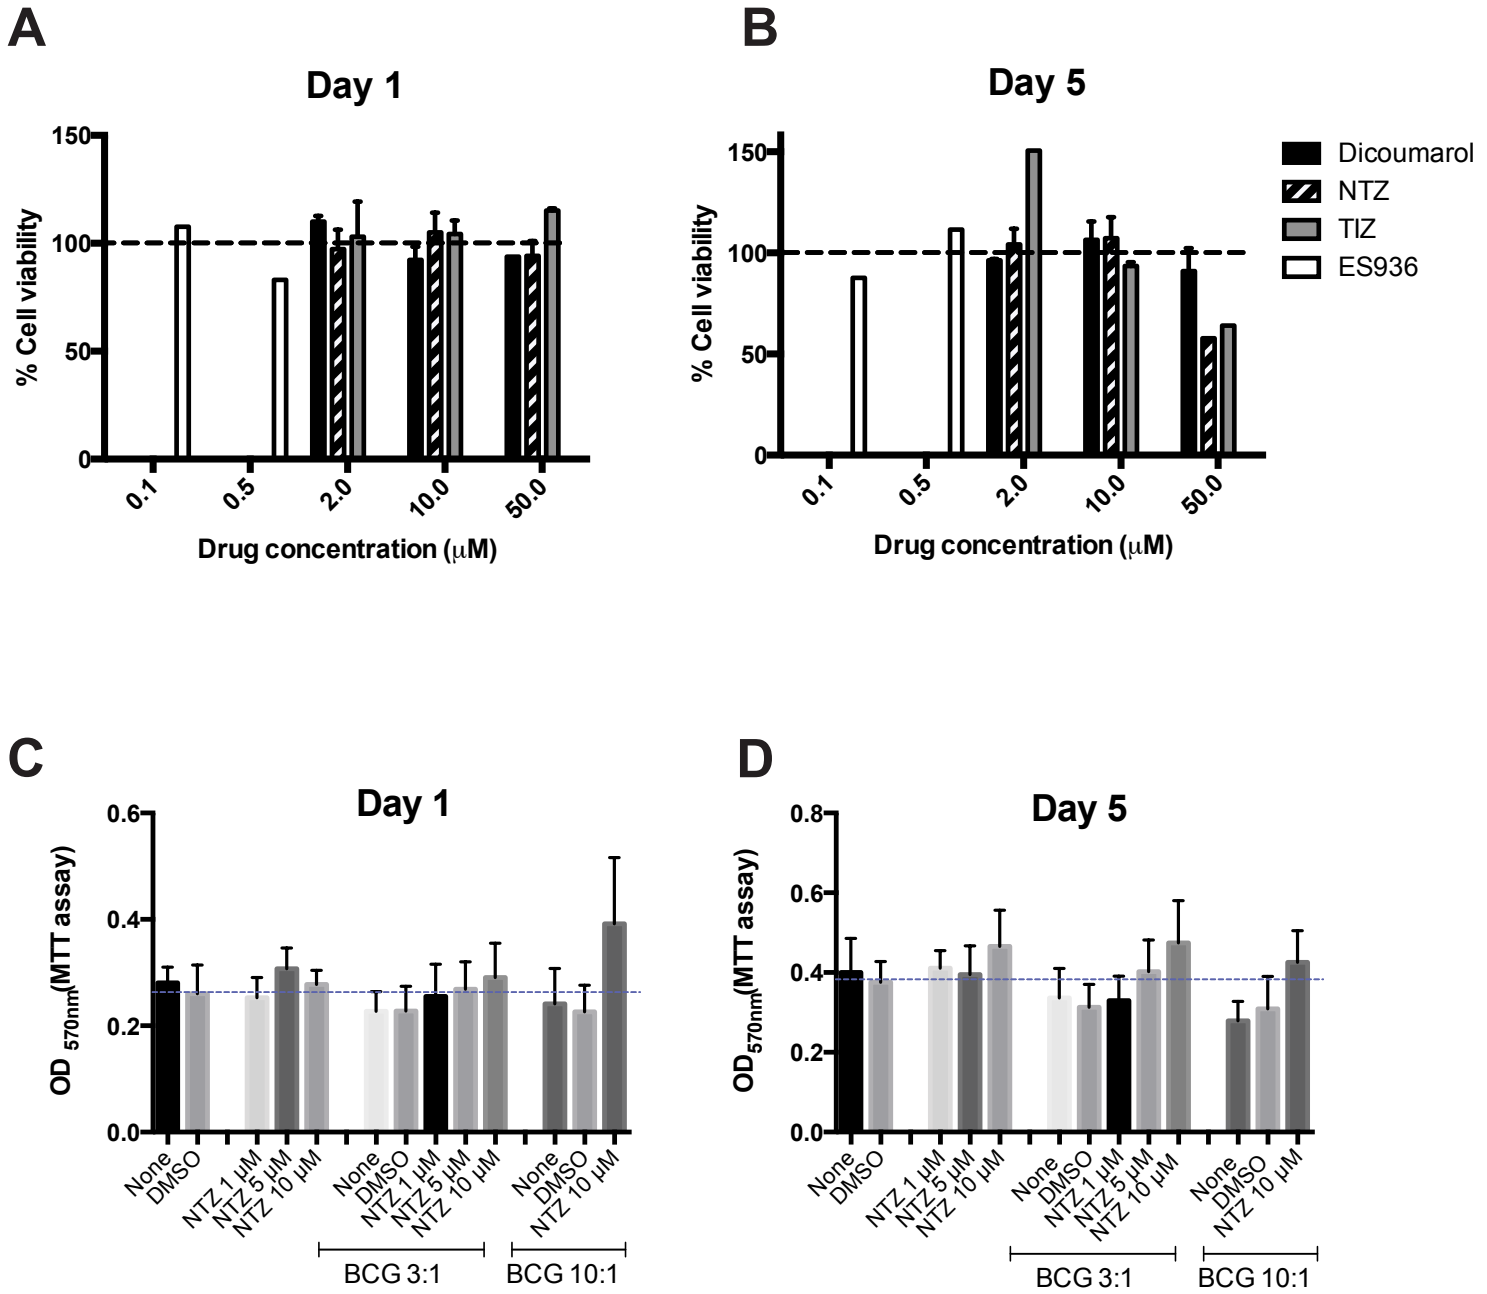 A
Day 1
% Cell viability
150
100
50
0
0.1
0.5
2.0
10.0
50.0
Drug concentration (μM)
B
Day 5
% Cell viability
150
100
50
0
0.1
0.5
2.0
10.0
50.0
Drug concentration (μM)
Dicoumarol
NTZ
TIZ
ES936
C
Day 1
OD 570nm(MTT assay)
0.6
0.4
0.2
0.0
None
DMSO
NTZ 1 µM
NTZ 5 µM
NTZ 10 µM
None
DMSO
NTZ 1 µM
NTZ 5 µM
NTZ 10 µM
None
DMSO
NTZ 10 µM
BCG 3:1
BCG 10:1
D
Day 5
OD570nm(MTT assay)
0.8
0.6
0.4
0.2
0.0
None
DMSO
NTZ 1 µM
NTZ 5 µM
NTZ 10 µM
None
DMSO
NTZ 1 µM
NTZ 5 µM
NTZ 10 µM
None
DMSO
NTZ 10 µM
BCG 3:1
BCG 10:1